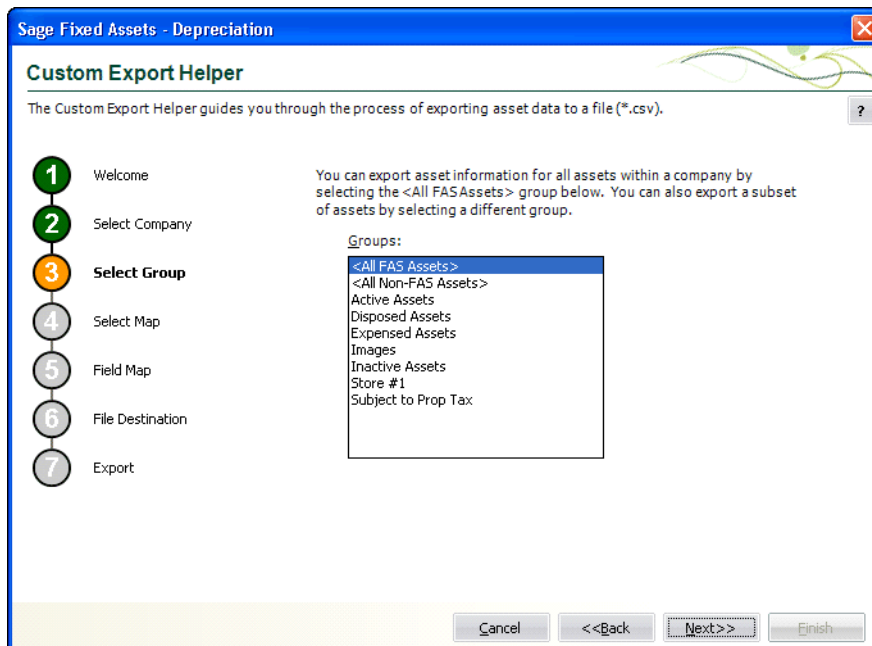 Sage Fixed Assets - Depreciation
Custom Export Helper
The Custom Export Helper guides you through the process of exporting asset data to a file (*.csv).
?
1 Welcome
2 Select Company
3 Select Group
4 Select Map
5 Field Map
6 File Destination
7 Export
You can export asset information for all assets within a company by
selecting the <All FAS Assets> group below. You can also export a subset
of assets by selecting a different group.
Groups:
<All FAS Assets>
<All Non-FAS Assets>
Active Assets
Disposed Assets
Expensed Assets
Images
Inactive Assets
Store #1
Subject to Prop Tax
Cancel
<<Back
Next>>
Finish